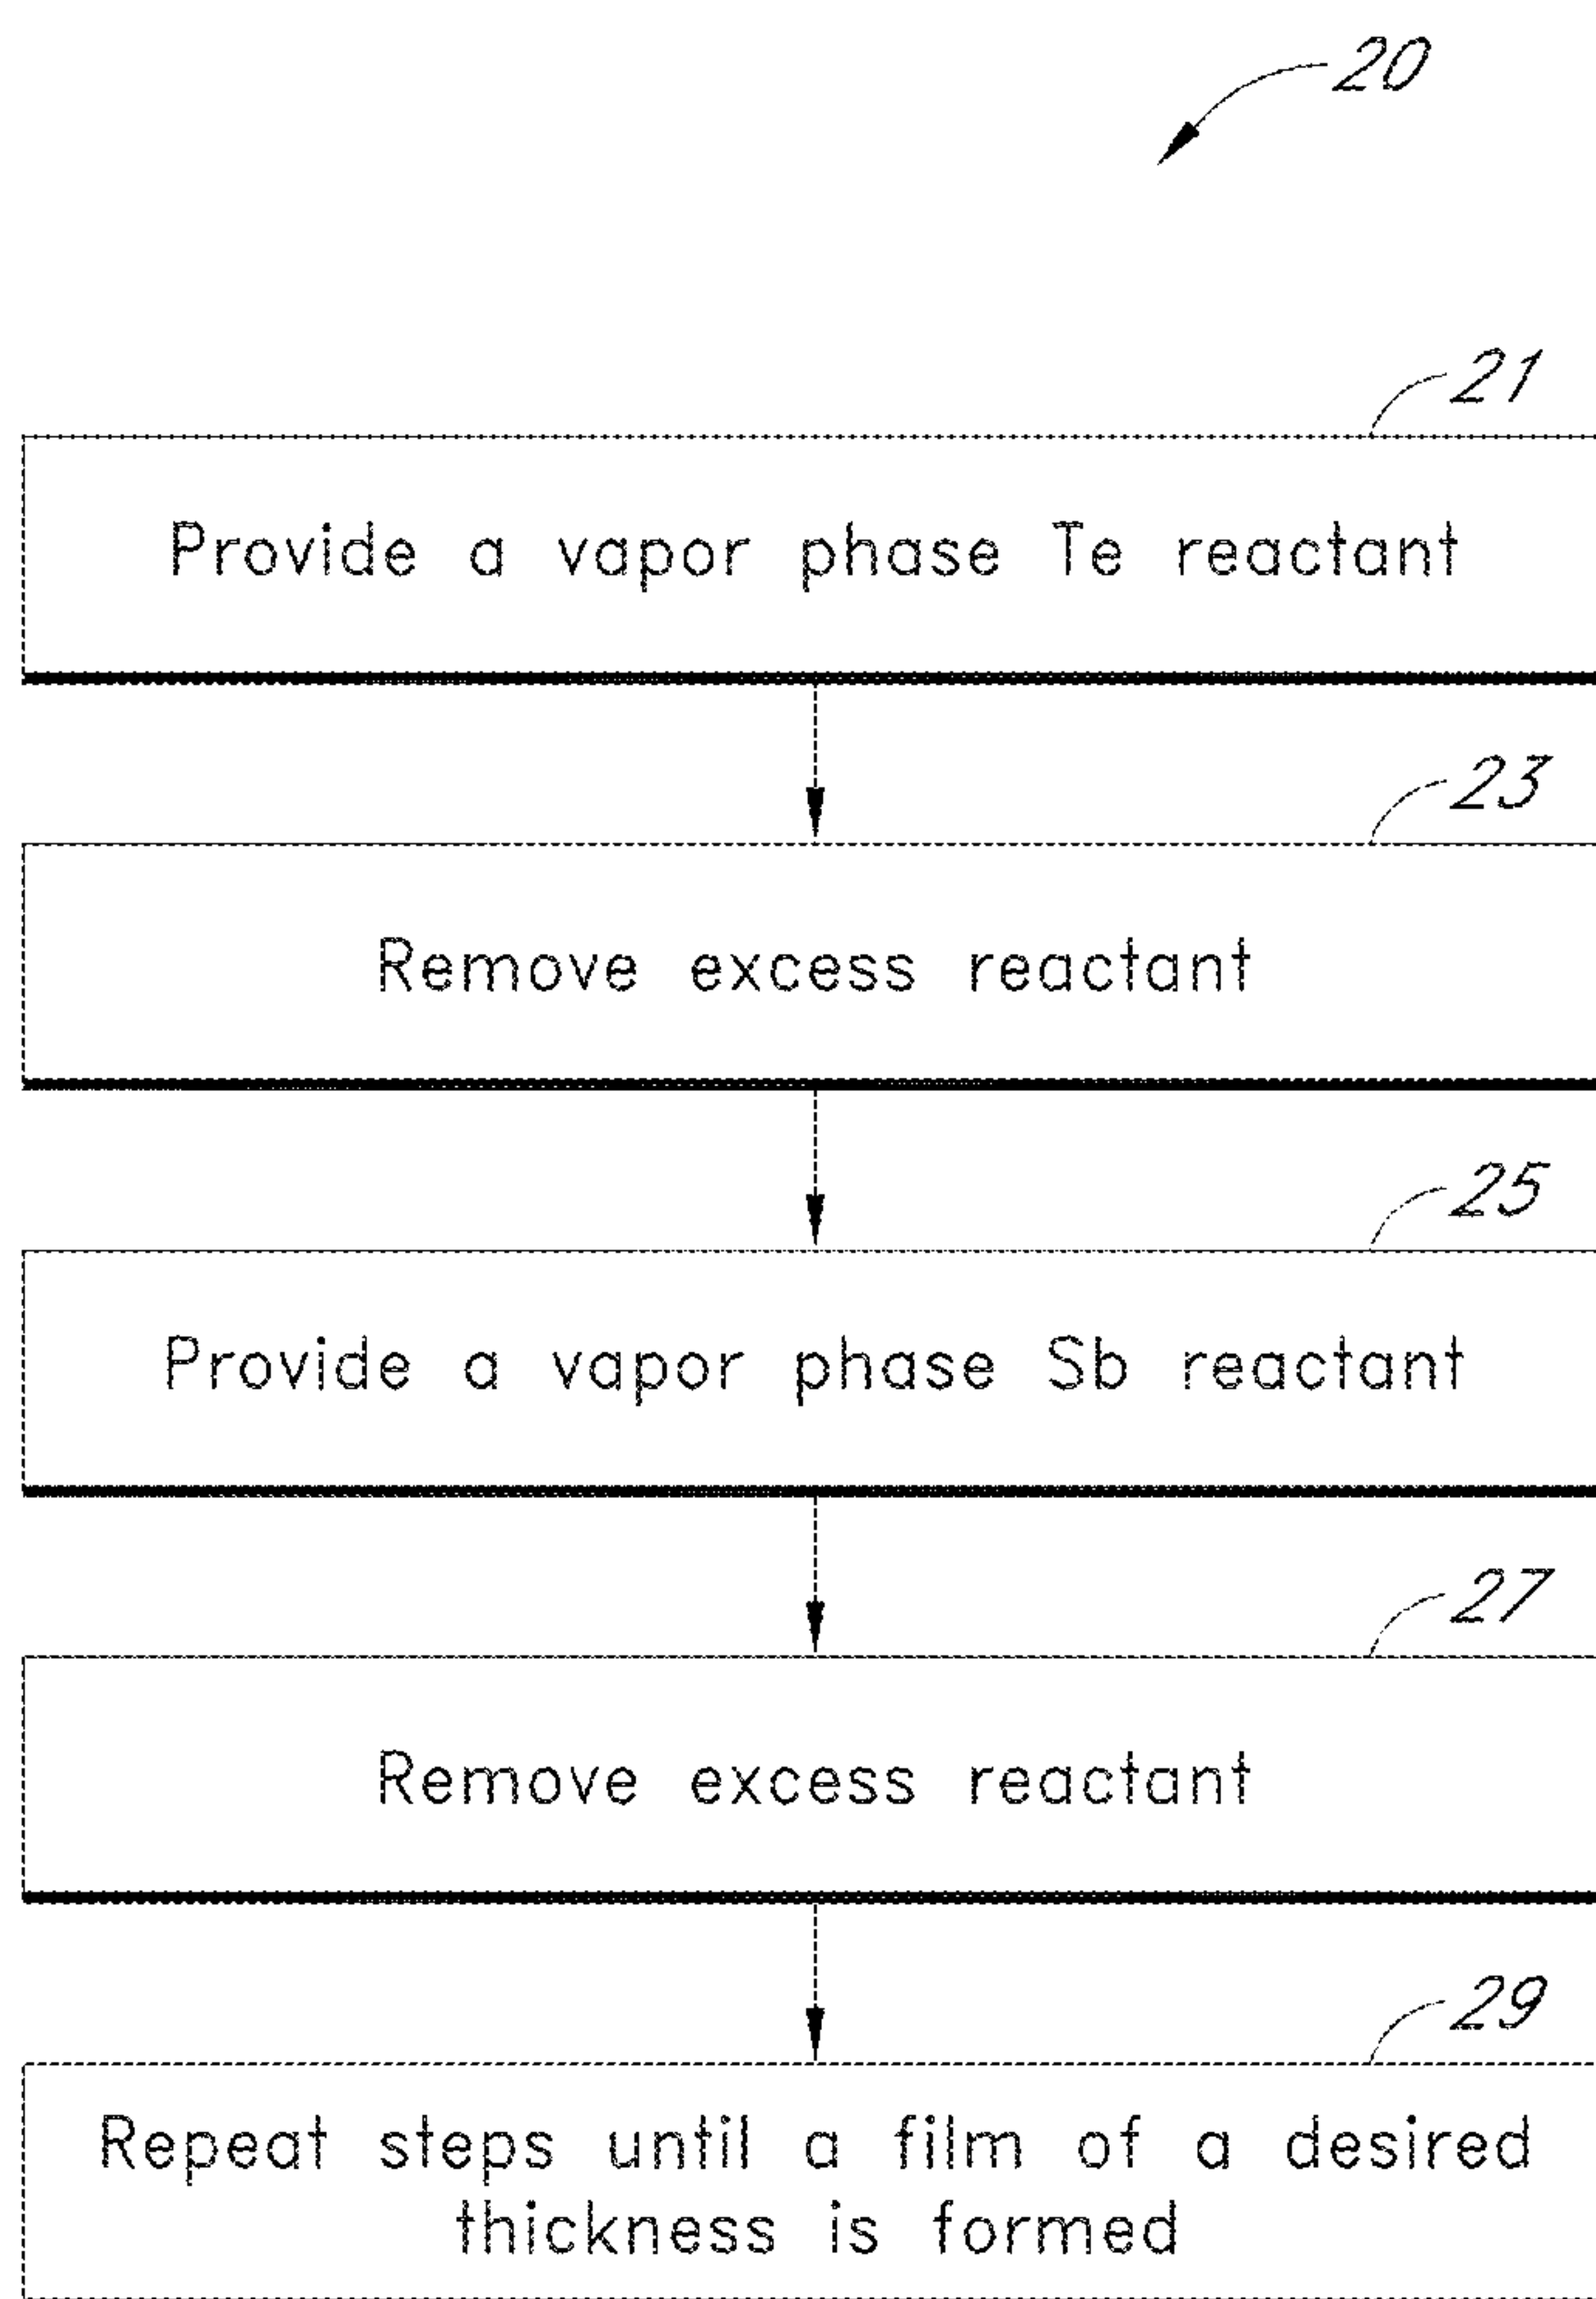 20
21
Provide a vapor phase Te reactant
23
Remove excess reactant
25
Provide a vapor phase Sb reactant
27
Remove excess reactant
29
Repeat steps until a film of a desired
thickness is formed